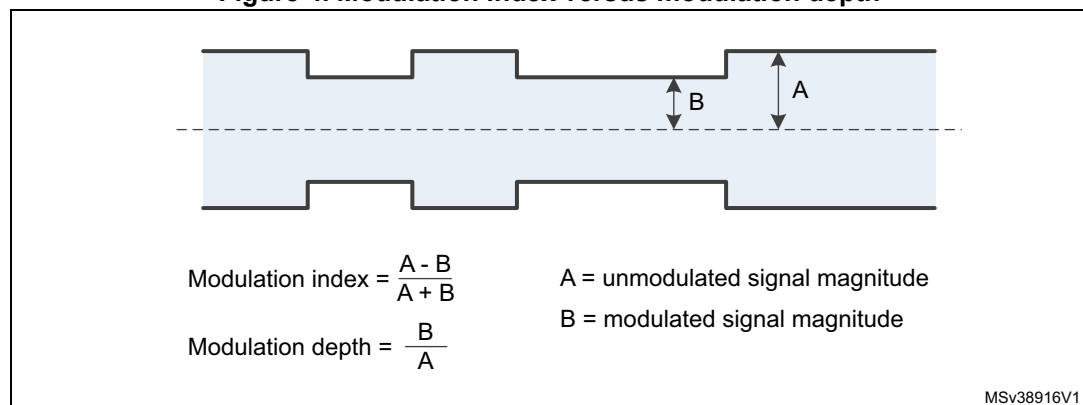 Figure 4. Modulation index versus modulation depth
B
A
Modulation index = A - B / A + B
A = unmodulated signal magnitude
B = modulated signal magnitude
Modulation depth = B / A
MSv38916V1